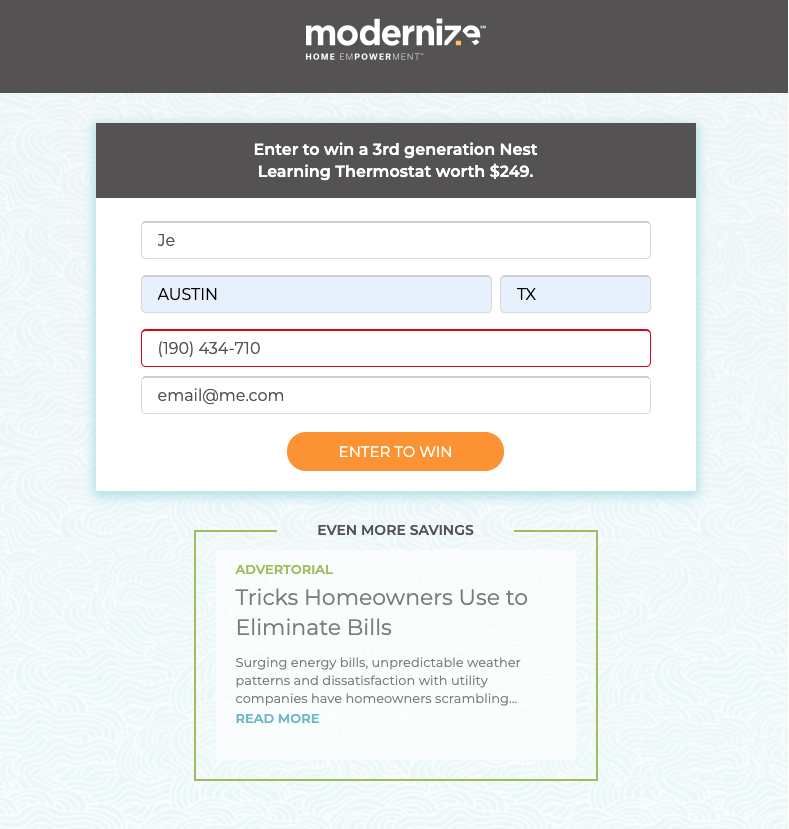 modernize™
HOME EMPOWERMENT™
Enter to win a 3rd generation Nest
Learning Thermostat worth $249.
Je
AUSTIN TX
(190) 434-710
email@me.com
ENTER TO WIN
EVEN MORE SAVINGS
ADVERTORIAL
Tricks Homeowners Use to
Eliminate Bills
Surging energy bills, unpredictable weather
patterns and dissatisfaction with utility
companies have homeowners scrambling...
READ MORE